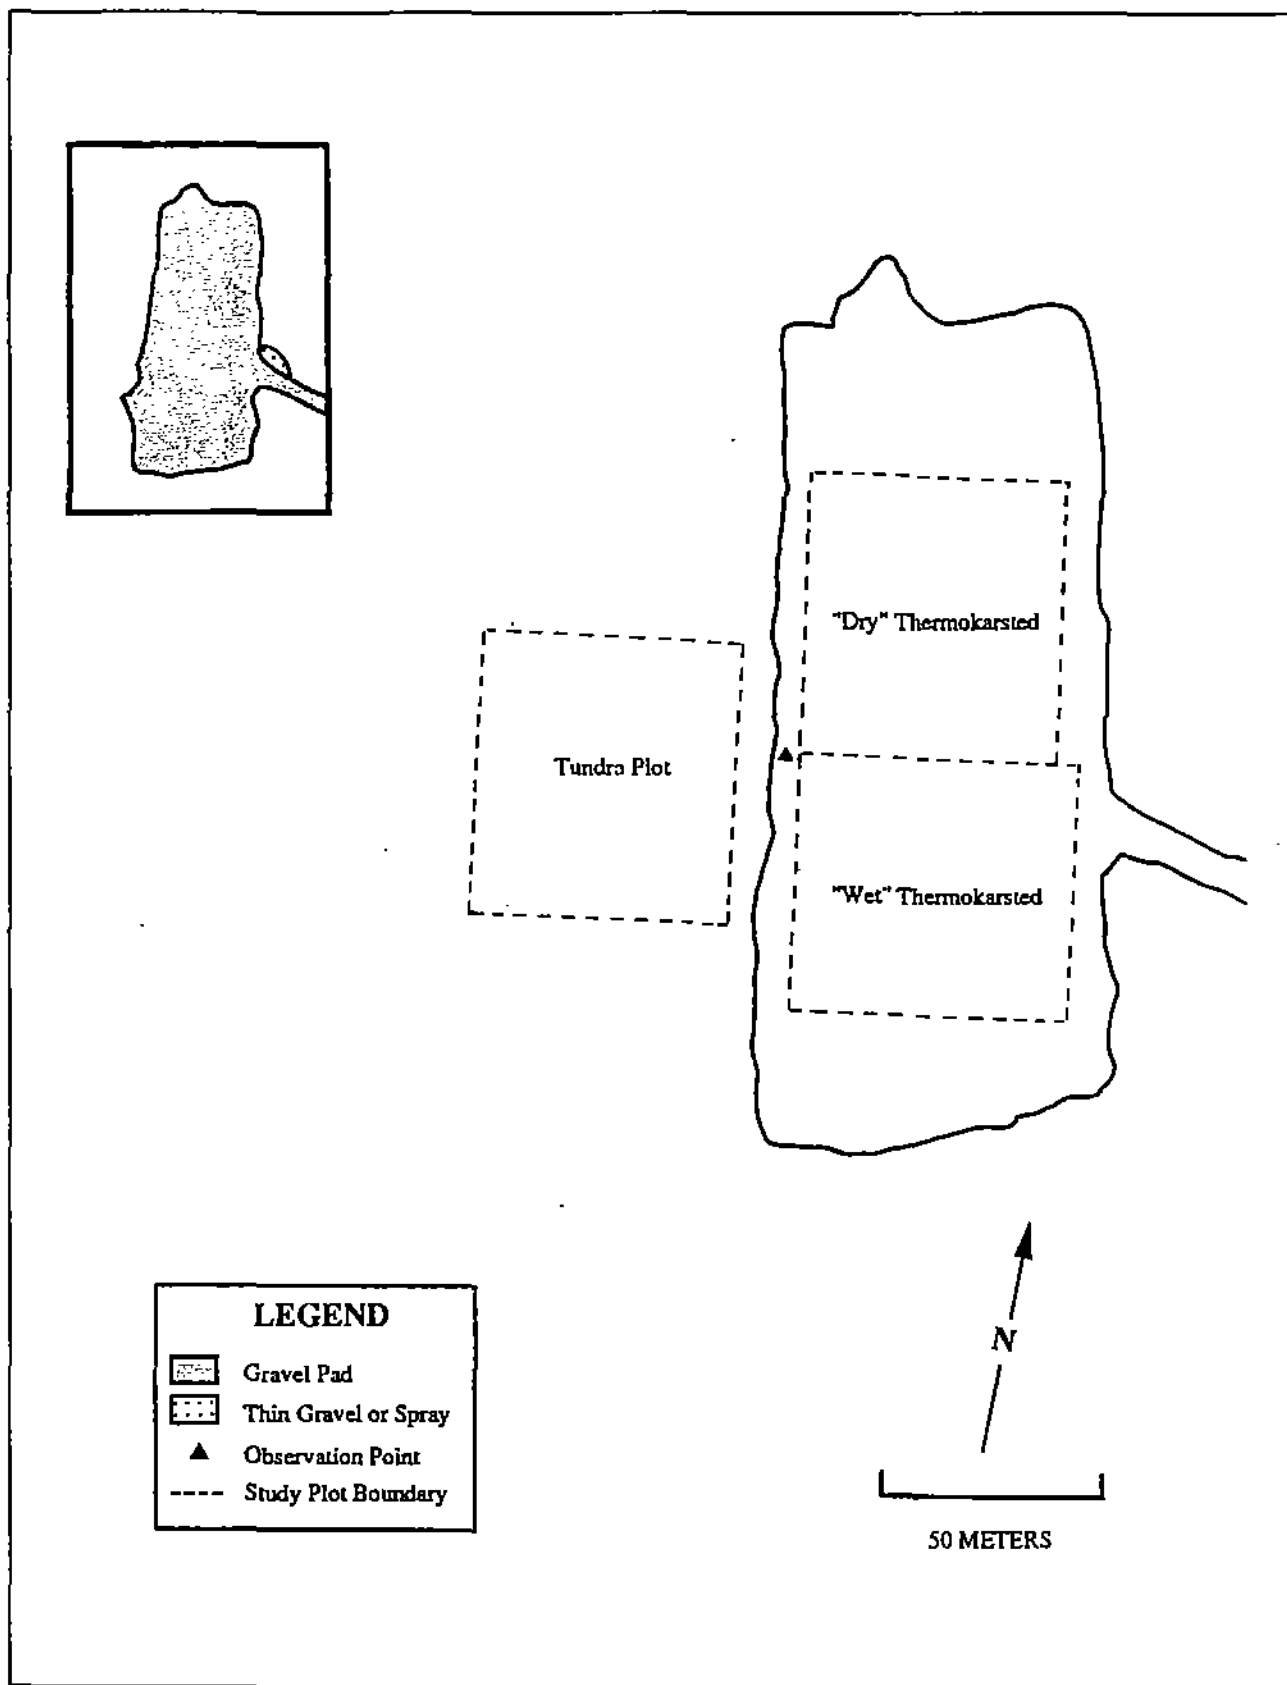 "Dry" Thermokarsted
Tundra Plot
"Wet" Thermokarsted
N
50 METERS
LEGEND
Gravel Pad
Thin Gravel or Spray
Observation Point
Study Plot Boundary